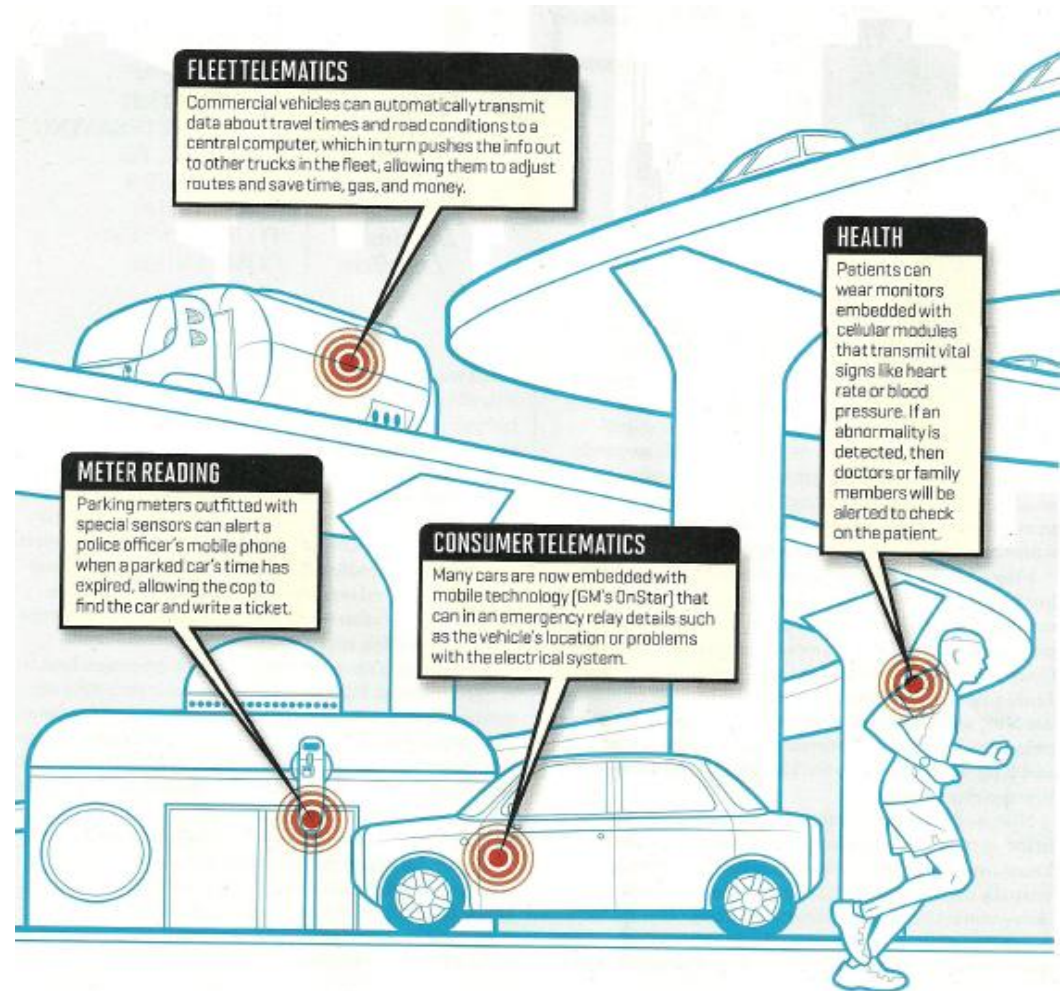 FLEET TELEMATICS
Commercial vehicles can automatically transmit
data about travel times and road conditions to a
central computer, which in turn pushes the info out
to other trucks in the fleet, allowing them to adjust
routes and save time, gas, and money.
HEALTH
Patients can
wear monitors
embedded with
cellular modules
that transmit vital
signs like heart
rate or blood
pressure. If an
abnormality is
detected, then
doctors or family
members will be
alerted to check
on the patient.
METER READING
Parking meters outfitted with
special sensors can alert a
police officer's mobile phone
when a parked car's time has
expired, allowing the cop to
find the car and write a ticket.
CONSUMER TELEMATICS
Many cars are now embedded with
mobile technology (GM's OnStar) that
can in an emergency relay details such
as the vehicle's location or problems
with the electrical system.